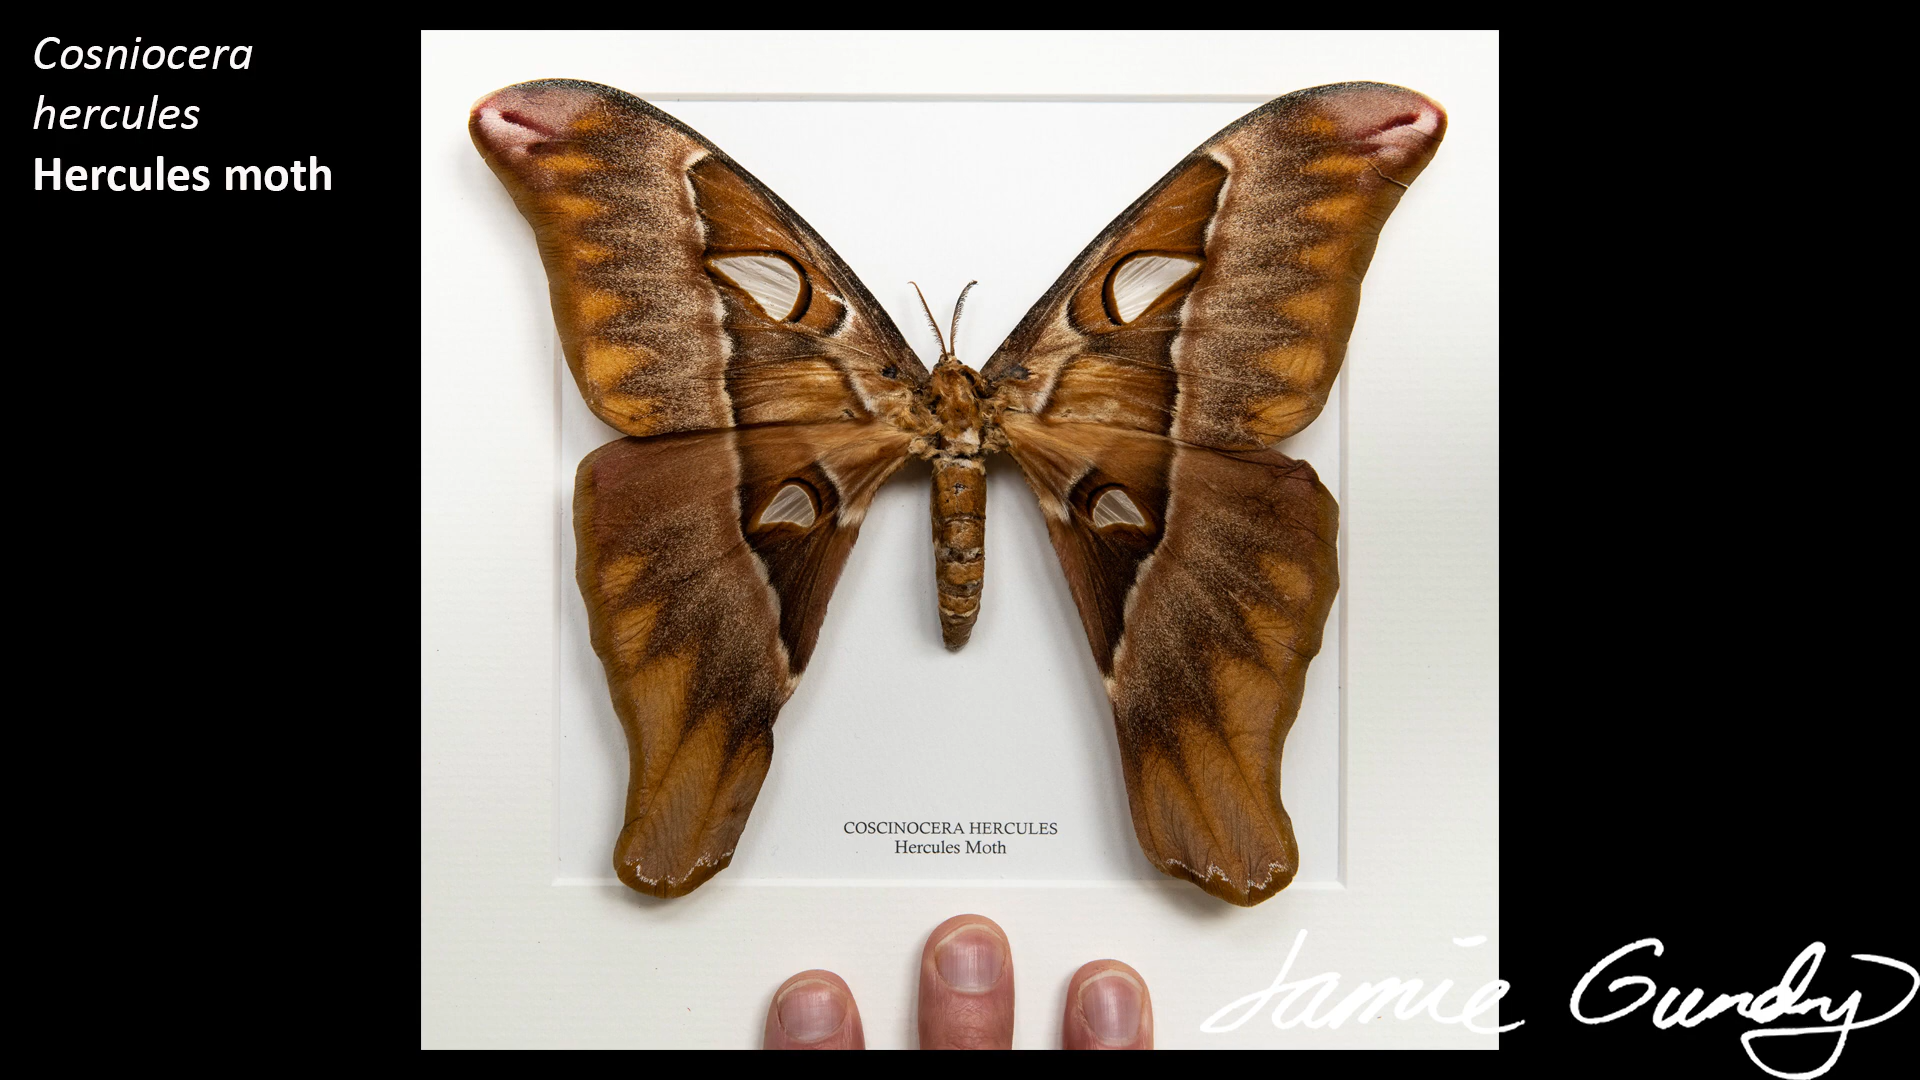 Cosniocera
hercules
Hercules moth
COSCINOCERA HERCULES
Hercules Moth
Jamie Gundry